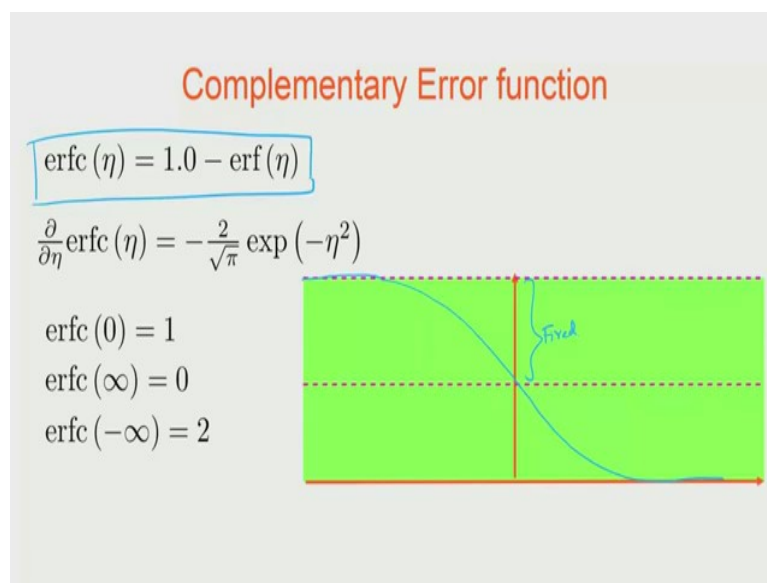 Complementary Error function
erfc (η) = 1.0 − erf (η)
∂/∂η erfc (η) = − 2/√π exp (−η²)
erfc (0) = 1
erfc (∞) = 0
erfc (−∞) = 2
Fixed